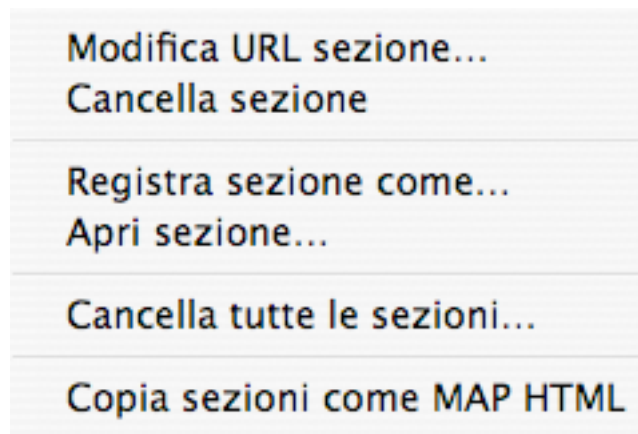 Modifica URL sezione...
Cancella sezione
Registra sezione come...
Apri sezione...
Cancella tutte le sezioni...
Copia sezioni come MAP HTML